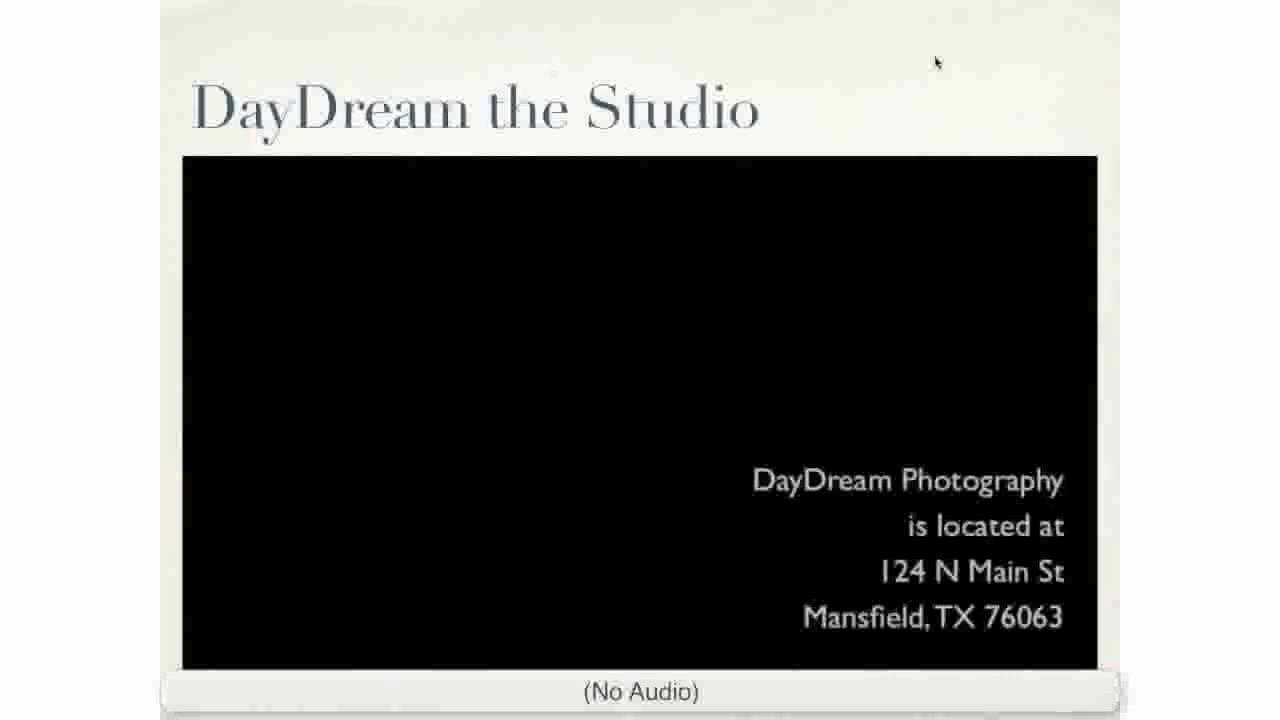 DayDream the Studio
DayDream Photography
is located at
124 N Main St
Mansfield, TX 76063
(No Audio)